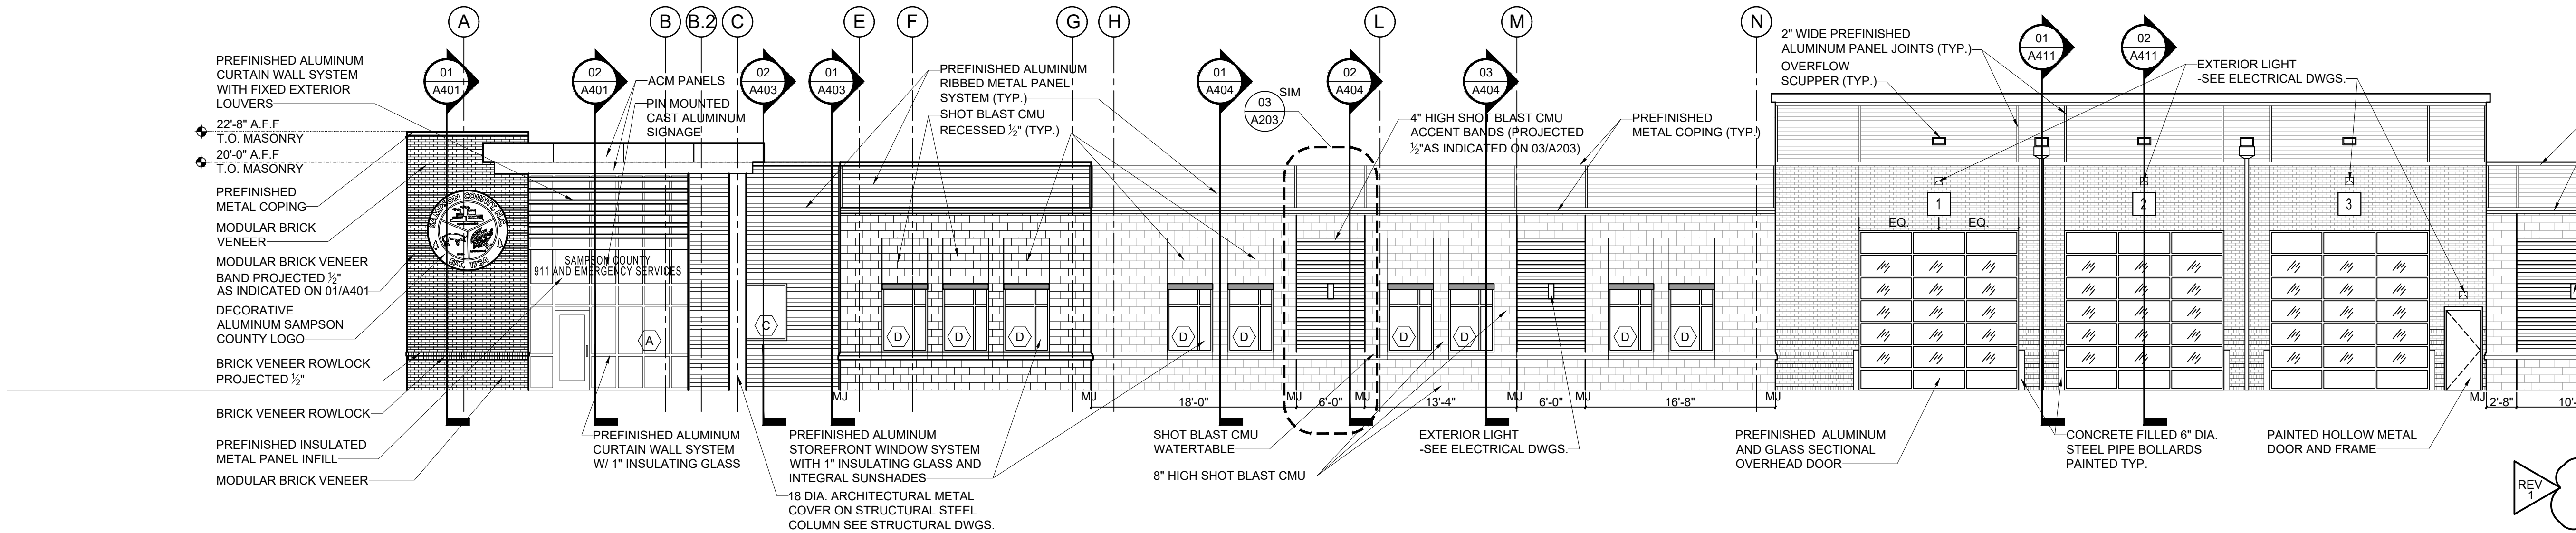 A
B
B.2
C
E
F
G
H
L
M
N
01
A401
02
A401
02
A403
01
A403
01
A404
02
A404
03
A404
01
A411
02
A411
03
A203
SIM
PREFINISHED ALUMINUM
CURTAIN WALL SYSTEM
WITH FIXED EXTERIOR
LOUVERS
22'-8" A.F.F
T.O. MASONRY
20'-0" A.F.F
T.O. MASONRY
PREFINISHED
METAL COPING
MODULAR BRICK
VENEER
MODULAR BRICK VENEER
BAND PROJECTED ½"
AS INDICATED ON 01/A401
DECORATIVE
ALUMINUM SAMPSON
COUNTY LOGO
BRICK VENEER ROWLOCK
PROJECTED ½"
BRICK VENEER ROWLOCK
PREFINISHED INSULATED
METAL PANEL INFILL
MODULAR BRICK VENEER
ACM PANELS
PIN MOUNTED
CAST ALUMINUM
SIGNAGE
PREFINISHED ALUMINUM
RIBBED METAL PANEL
SYSTEM (TYP.)
SHOT BLAST CMU
RECESSED ½" (TYP.)
4" HIGH SHOT BLAST CMU
ACCENT BANDS (PROJECTED
½"AS INDICATED ON 03/A203)
PREFINISHED
METAL COPING (TYP.)
2" WIDE PREFINISHED
ALUMINUM PANEL JOINTS (TYP.)
OVERFLOW
SCUPPER (TYP.)
EXTERIOR LIGHT
-SEE ELECTRICAL DWGS.
SAMPSON COUNTY
EST. 1784
SAMPSON COUNTY
911 AND EMERGENCY SERVICES
A
C
D
D
D
D
D
D
D
D
D
1
2
3
EQ.
EQ.
MJ
MJ
18'-0"
MJ
6'-0"
MJ
13'-4"
MJ
6'-0"
MJ
16'-8"
MJ
MJ
2'-8"
10'-
PREFINISHED ALUMINUM
CURTAIN WALL SYSTEM
W/ 1" INSULATING GLASS
PREFINISHED ALUMINUM
STOREFRONT WINDOW SYSTEM
WITH 1" INSULATING GLASS AND
INTEGRAL SUNSHADES
18 DIA. ARCHITECTURAL METAL
COVER ON STRUCTURAL STEEL
COLUMN SEE STRUCTURAL DWGS.
SHOT BLAST CMU
WATERTABLE
8" HIGH SHOT BLAST CMU
EXTERIOR LIGHT
-SEE ELECTRICAL DWGS.
PREFINISHED ALUMINUM
AND GLASS SECTIONAL
OVERHEAD DOOR
CONCRETE FILLED 6" DIA.
STEEL PIPE BOLLARDS
PAINTED TYP.
PAINTED HOLLOW METAL
DOOR AND FRAME
REV
1